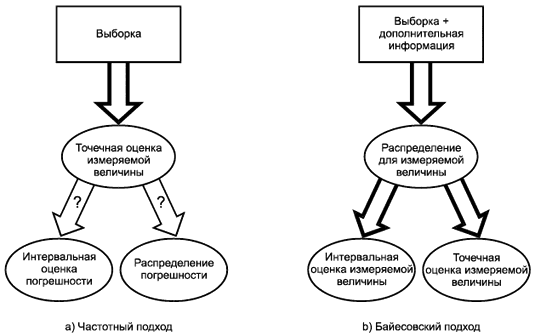 Выборка
Точечная оценка
измеряемой
величины
?
?
Интервальная
оценка
погрешности
Распределение
погрешности
а) Частотный подход
Выборка +
дополнительная
информация
Распределение
для измеряемой
величины
Интервальная
оценка измеряемой
величины
Точечная
оценка измеряемой
величины
b) Байесовский подход